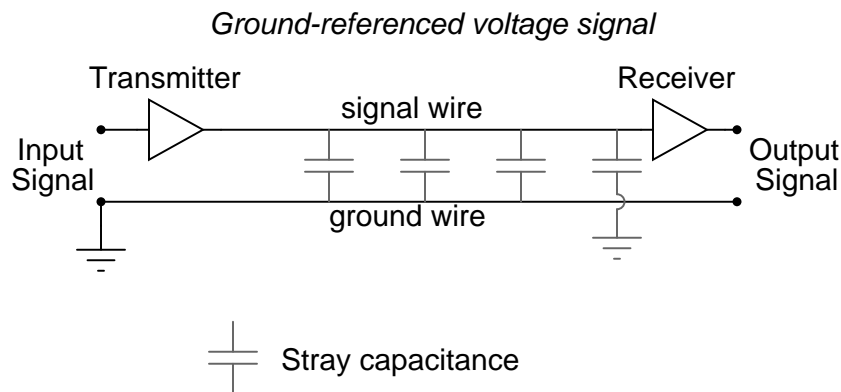 Ground-referenced voltage signal
Transmitter
Receiver
signal wire
Input
Signal
Output
Signal
ground wire
Stray capacitance